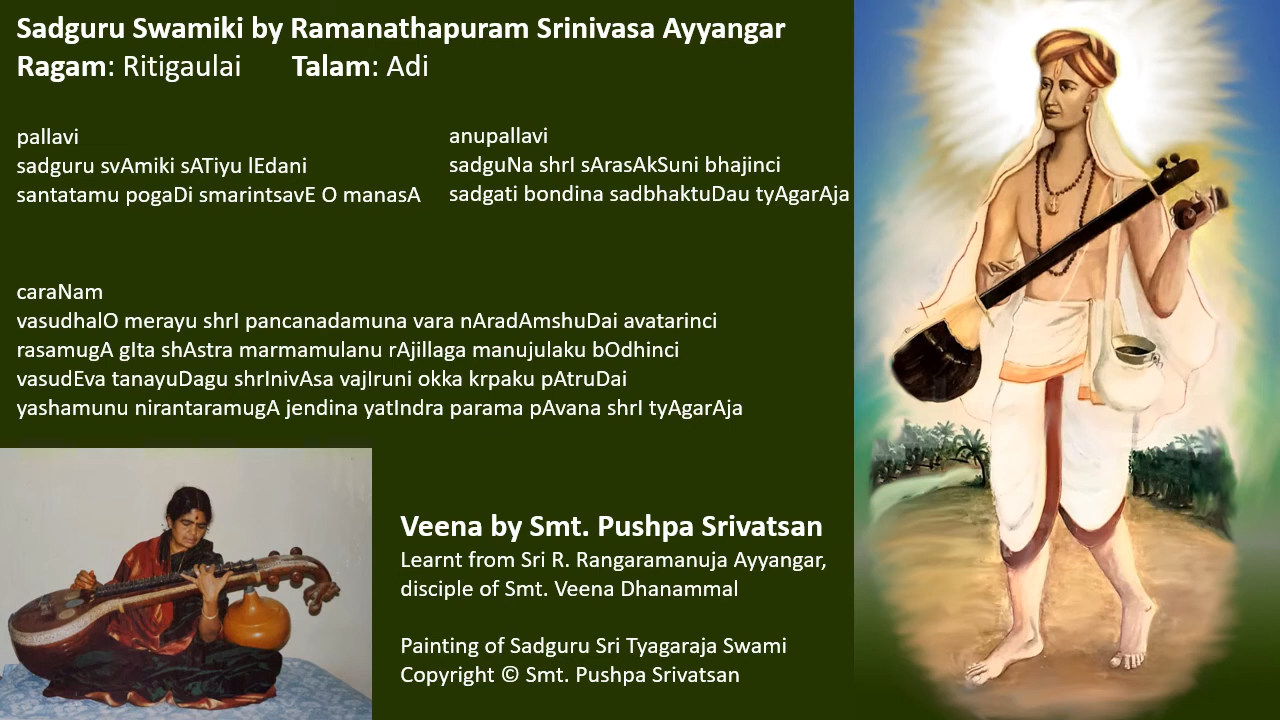 Sadguru Swamiki by Ramanathapuram Srinivasa Ayyangar
Ragam: Ritigaulai Talam: Adi
pallavi
sadguru svAmiki sATiyu lEdani
santatamu pogaDi smarintsavE O manasA
anupallavi
sadguNa shrI sArasAkSuni bhajinci
sadgati bondina sadbhaktuDau tyAgarAja
caraNam
vasudhalO merayu shrI pancanadamuna vara nAradAmshuDai avatarinci
rasamugA gIta shAstra marmamulanu rAjillaga manujulaku bOdhinci
vasudEva tanayuDagu shrInivAsa vajIruni okka krpaku pAtruDai
yashamunu nirantaramugA jendina yatIndra parama pAvana shrI tyAgarAja
Veena by Smt. Pushpa Srivatsan
Learnt from Sri R. Rangaramanuja Ayyangar,
disciple of Smt. Veena Dhanammal
Painting of Sadguru Sri Tyagaraja Swami
Copyright © Smt. Pushpa Srivatsan